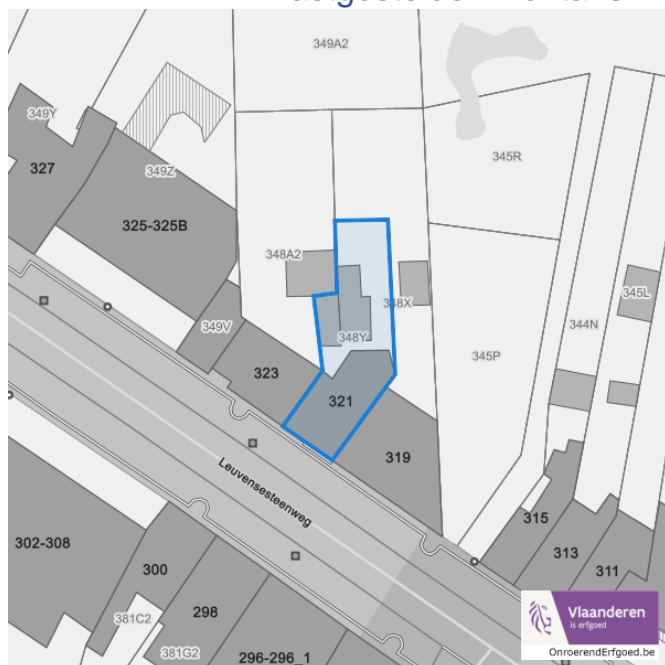 349A2
349Y
327
349Z
325-325B
345R
348A2
348X
345L
349V
348Y
344N
345P
323
321
319
Leuvensesteenweg
315
313
311
302-308
300
298
381C2
381G2
296-296_1
Vlaanderen
is erfgoed
OnroerendErfgoed.be